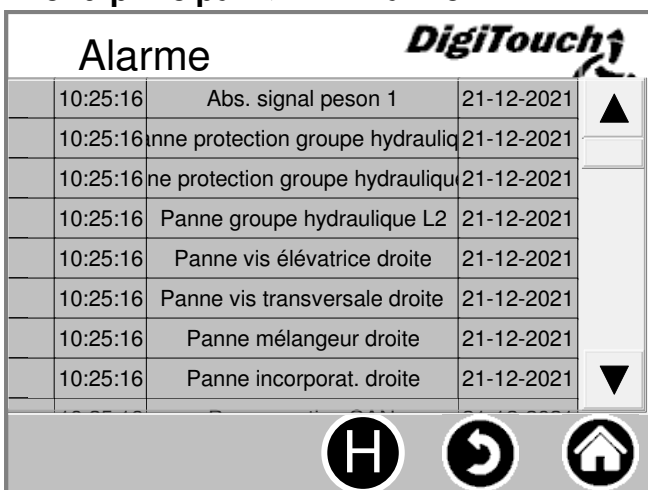 Alarme
DigiTouch
10:25:16 Abs. signal peson 1 21-12-2021
10:25:16 nne protection groupe hydrauliq 21-12-2021
10:25:16 ne protection groupe hydraulique 21-12-2021
10:25:16 Panne groupe hydraulique L2 21-12-2021
10:25:16 Panne vis élévatrice droite 21-12-2021
10:25:16 Panne vis transversale droite 21-12-2021
10:25:16 Panne mélangeur droite 21-12-2021
10:25:16 Panne incorporat. droite 21-12-2021
H